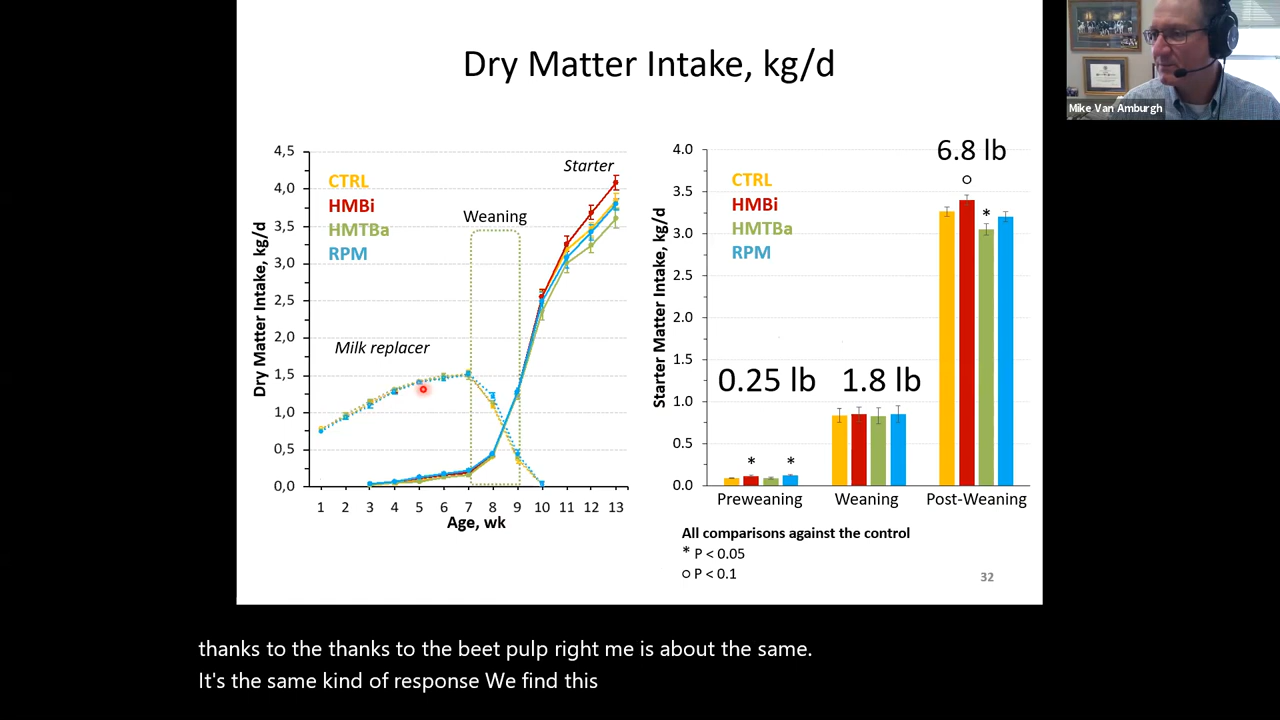 Dry Matter Intake, kg/d
Mike Van Amburgh
4,5
4,0
3,5
3,0
2,5
2,0
1,5
1,0
0,5
0,0
Dry Matter Intake, kg/d
CTRL
HMBi
HMTBa
RPM
Starter
Weaning
Milk replacer
1 2 3 4 5 6 7 8 9 10 11 12 13
Age, wk
4.0
3.5
3.0
2.5
2.0
1.5
1.0
0.5
0.0
Starter Matter Intake, kg/d
CTRL
HMBi
HMTBa
RPM
6.8 lb
*
0.25 lb 1.8 lb
* *
Preweaning Weaning Post-Weaning
All comparisons against the control
* P < 0.05
○ P < 0.1
32
thanks to the thanks to the beet pulp right me is about the same.
It's the same kind of response We find this